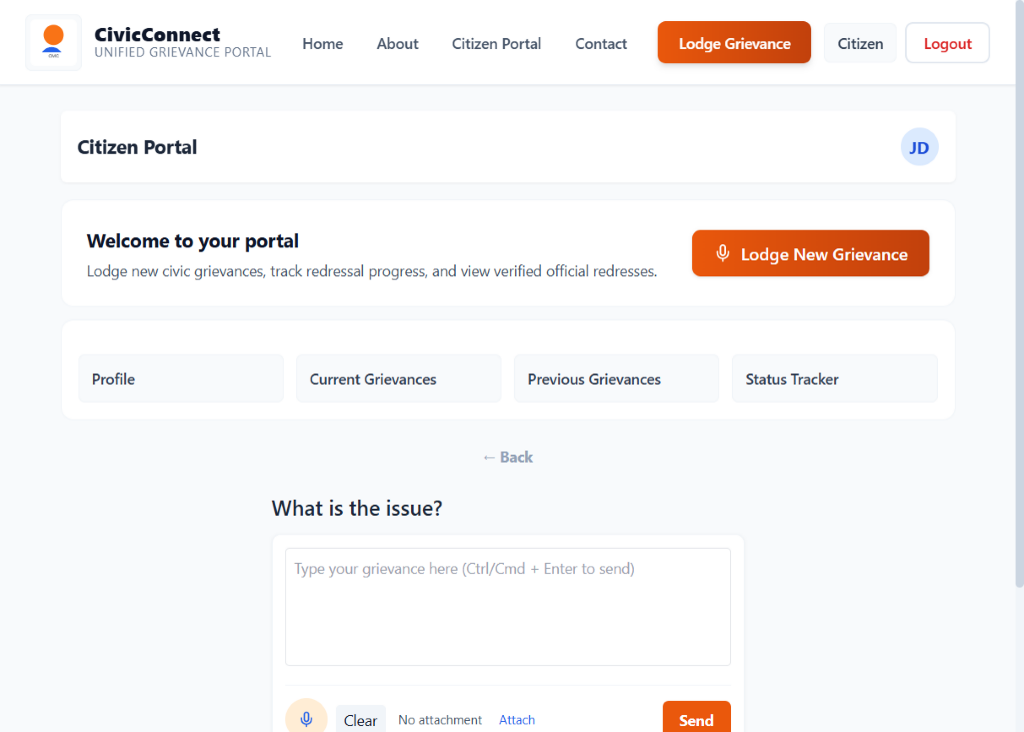 CivicConnect
UNIFIED GRIEVANCE PORTAL
Home
About
Citizen Portal
Contact
Lodge Grievance
Citizen
Logout
Citizen Portal
JD
Welcome to your portal
Lodge new civic grievances, track redressal progress, and view verified official redresses.
Lodge New Grievance
Profile
Current Grievances
Previous Grievances
Status Tracker
← Back
What is the issue?
Type your grievance here (Ctrl/Cmd + Enter to send)
Clear
No attachment
Attach
Send